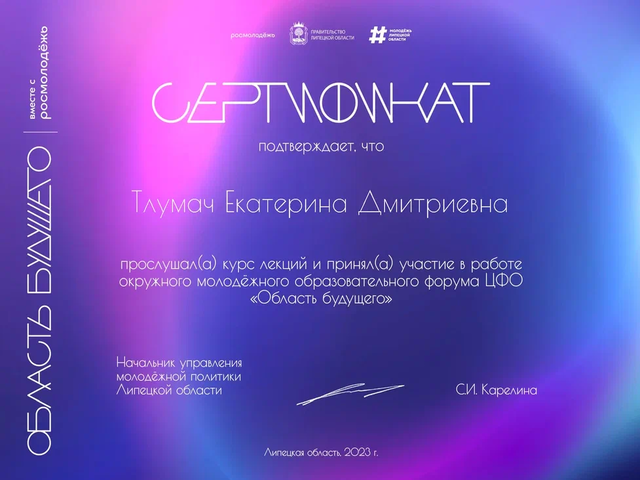 росмолодёжь
ПРАВИТЕЛЬСТВО
ЛИПЕЦКОЙ ОБЛАСТИ
#МОЛОДЁЖЬ
ЛИПЕЦКОЙ
ОБЛАСТИ
вместе с
росмолодёжь
ОБЛАСТЬ БУДУЩЕГО
СЕРТИФИКАТ
подтверждает, что
Тлумач Екатерина Дмитриевна
прослушал(а) курс лекций и принял(а) участие в работе
окружного молодёжного образовательного форума ЦФО
«Область будущего»
Начальник управления
молодёжной политики
Липецкой области
С.И. Карелина
Липецкая область, 2023 г.